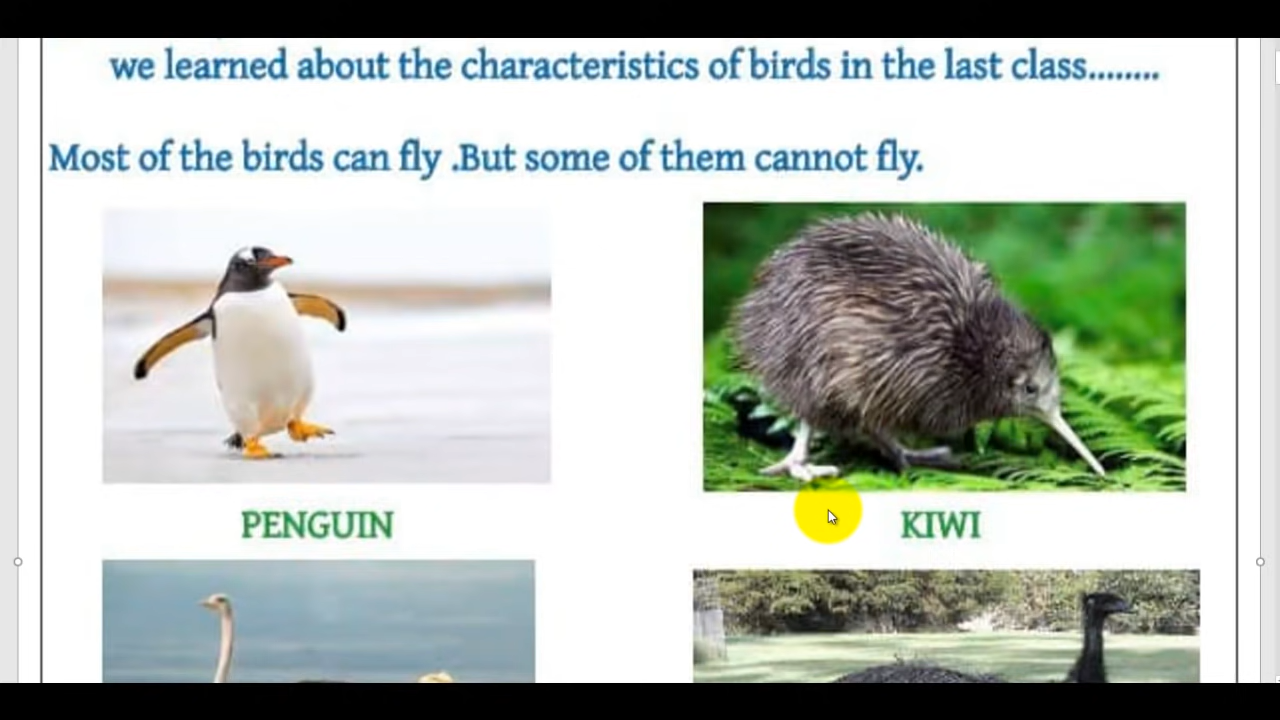 we learned about the characteristics of birds in the last class........
Most of the birds can fly .But some of them cannot fly.
PENGUIN
KIWI